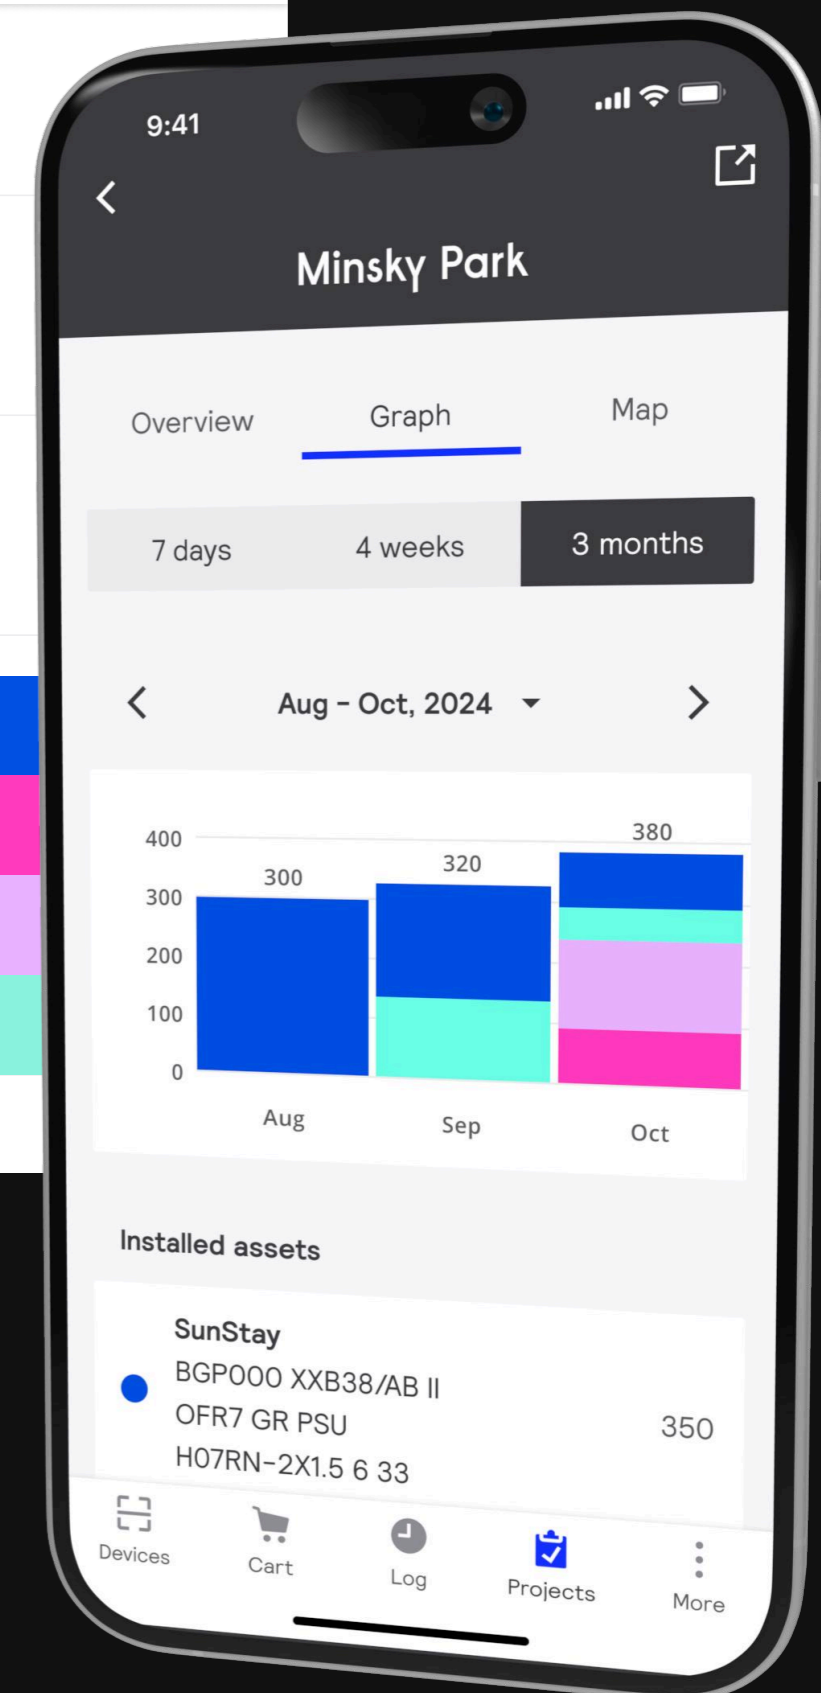 9:41
Minsky Park
Overview Graph Map
7 days 4 weeks 3 months
Aug - Oct, 2024
400
300
200
100
0
300
320
380
Aug Sep Oct
Installed assets
SunStay
BGP000 XXB38/AB II
OFR7 GR PSU
H07RN-2X1.5 6 33
350
Devices Cart Log Projects More